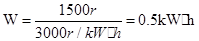 W = 1500r / 3000r / kW□h = 0.5kW□h